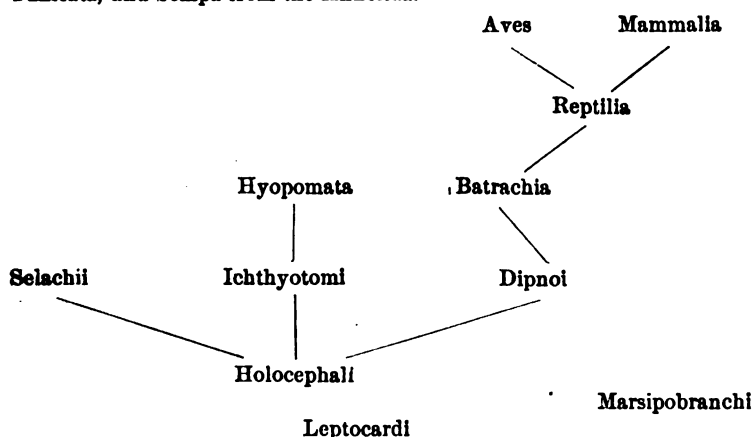 Aves Mammalia
Reptilia
Hyopomata Batrachia
Selachii Ichthyotomi Dipnoi
Holocephali
Marsipobranchi
Leptocardi